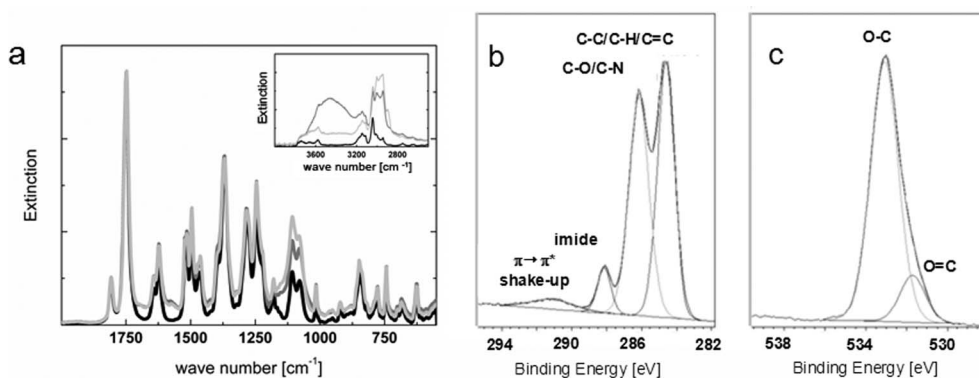 a
Extinction
1750 1500 1250 1000 750
wave number [cm⁻¹]
Extinction
3600 3200 2800
wave number [cm⁻¹]
b
C-C/C-H/C=C
C-O/C-N
imide
π→π*
shake-up
294 290 286 282
Binding Energy [eV]
c
O-C
O=C
538 534 530
Binding Energy [eV]